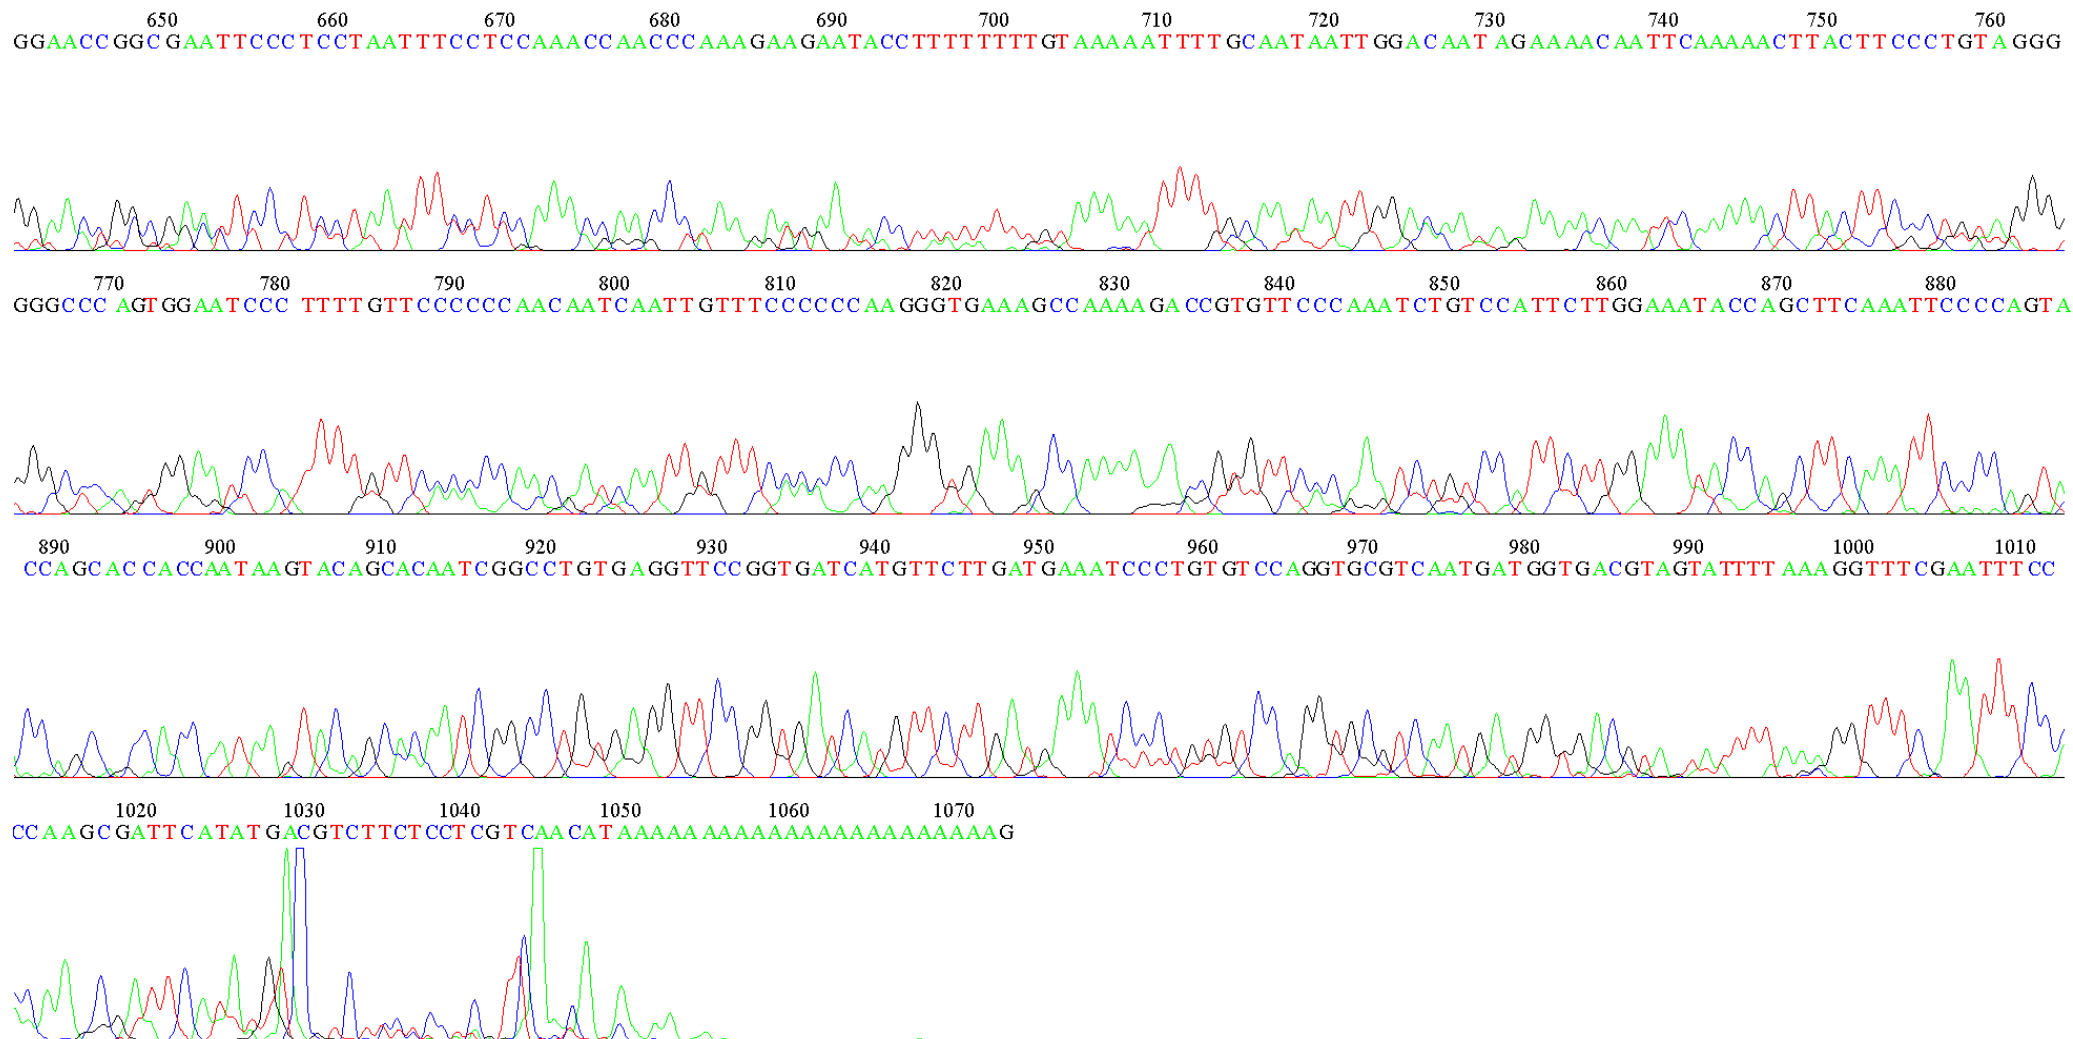 650 660 670 680 690 700 710 720 730 740 750 760
GGAACCGGCGAATTCCCTCCTAATTTCCTCCAAACCAACCCAAAGAAGAATACCTTTTTTTTGTAAAAATTTTGCAATAATTGGACAATAGAAAACAATTCAAAAACTTACTTCCCTGTAGGG
770 780 790 800 810 820 830 840 850 860 870 880
GGGCCCAGTGGAATCCCTTTTGTTCCCCCCAACAATCAATTGTTTCCCCCCAAGGGTGAAAGCCAAAAGACCGTGTTCCCAAATCTGTCCATTCTTGGAAATACCAGCTTCAAATTCCCCAGTA
890 900 910 920 930 940 950 960 970 980 990 1000 1010
CCAGCACCACCAATAAGTACAGCACAATCGGCCTGTGAGGTTCCGGTGATCATGTTCTTGATGAAATCCCTGTGTCCAGGTGCGTCAATGATGGTGACGTAGTATTTTAAAGGTTTCGAATTTCC
1020 1030 1040 1050 1060 1070
CCAAGCGATTCATATGACGTCTTCTCCTCGTCAACATAAAAAAAAAAAAAAAAAAAAAAAG